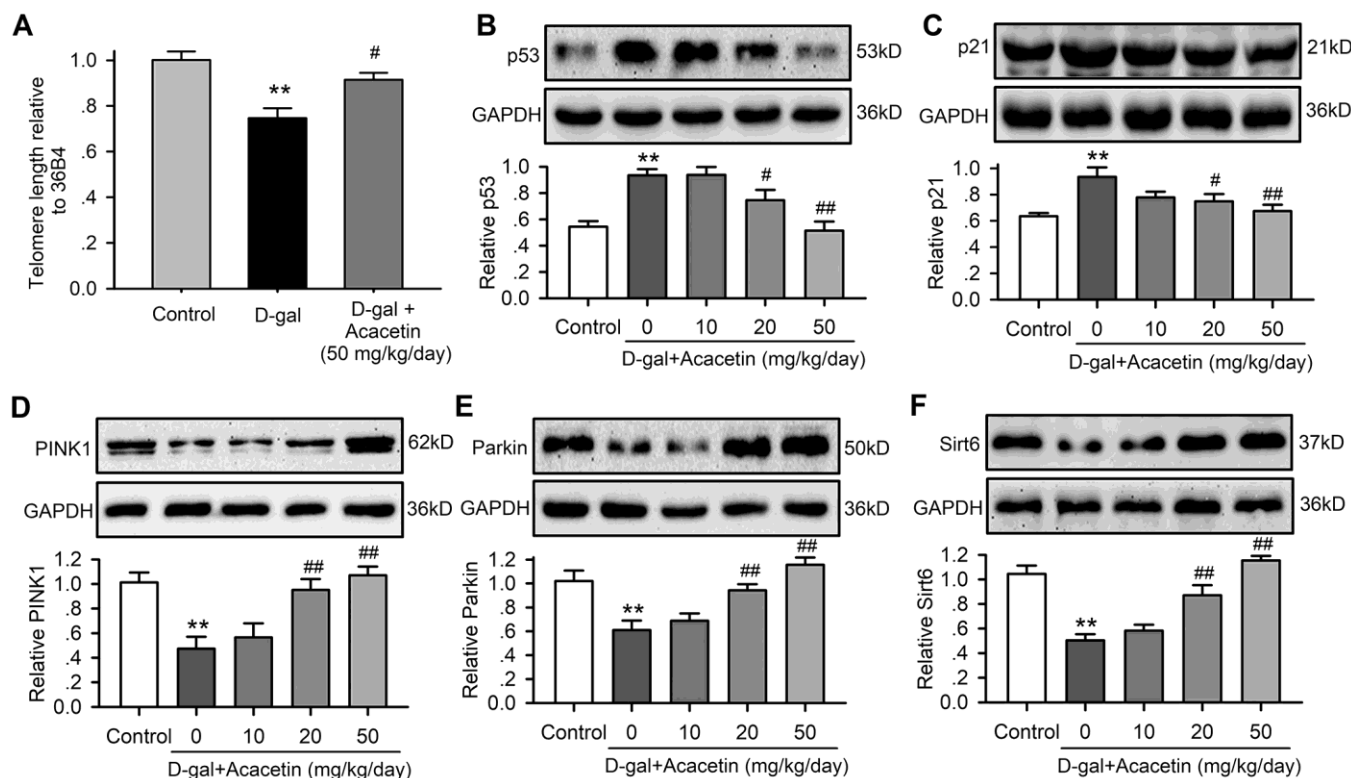 A
Telomere length relative
to 36B4
1.0
.8
.6
.4
.2
0.0
**
#
Control
D-gal
D-gal +
Acacetin
(50 mg/kg/day)
B
p53
53kD
GAPDH
36kD
Relative p53
1.2
1.0
.8
.6
.4
.2
0.0
**
#
##
Control 0 10 20 50
D-gal+Acacetin (mg/kg/day)
C
p21
21kD
GAPDH
36kD
Relative p21
1.2
1.0
.8
.6
.4
.2
0.0
**
#
##
Control 0 10 20 50
D-gal+Acacetin (mg/kg/day)
D
PINK1
62kD
GAPDH
36kD
Relative PINK1
1.2
1.0
.8
.6
.4
.2
0.0
**
##
##
Control 0 10 20 50
D-gal+Acacetin (mg/kg/day)
E
Parkin
50kD
GAPDH
36kD
Relative Parkin
1.2
1.0
.8
.6
.4
.2
0.0
**
##
##
Control 0 10 20 50
D-gal+Acacetin (mg/kg/day)
F
Sirt6
37kD
GAPDH
36kD
Relative Sirt6
1.2
1.0
.8
.6
.4
.2
0.0
**
##
##
Control 0 10 20 50
D-gal+Acacetin (mg/kg/day)